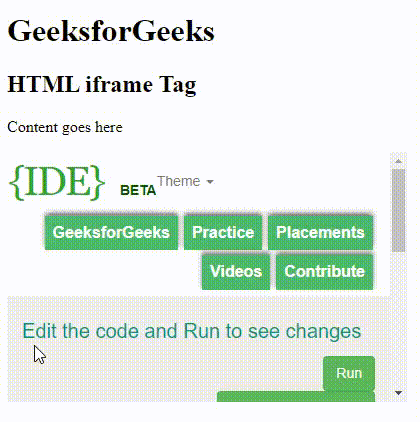 GeeksforGeeks
HTML iframe Tag
Content goes here
{IDE} BETA Theme
GeeksforGeeks Practice Placements
Videos Contribute
Edit the code and Run to see changes
Run